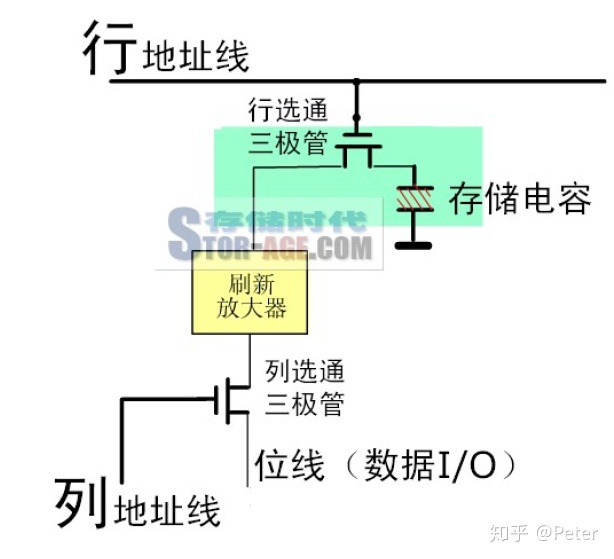 行地址线
行选通
三极管
存储电容
存储时代
STOR-AGE.COM
刷新
放大器
列选通
三极管
位线（数据I/O）
列地址线
知乎 @Peter